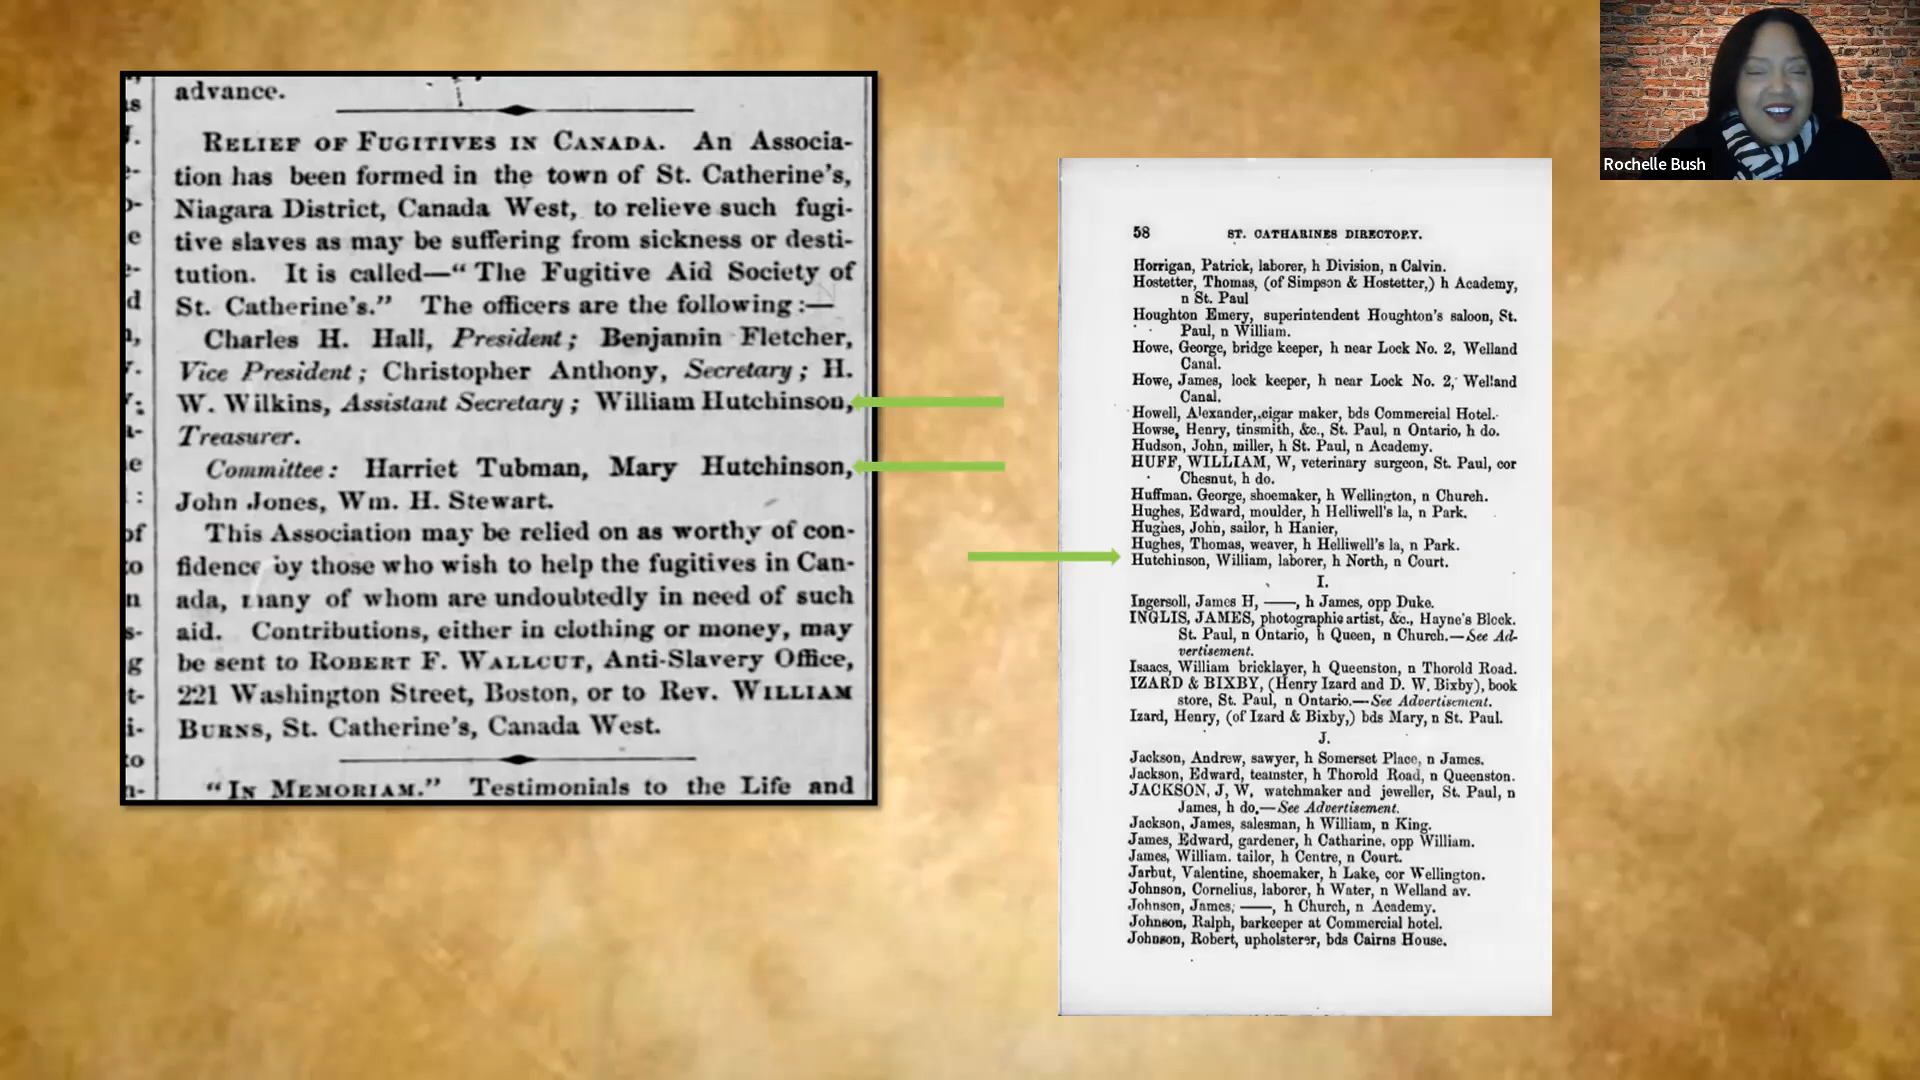 advance.
RELIEF OF FUGITIVES IN CANADA. An Associa-
tion has been formed in the town of St. Catherine's,
Niagara District, Canada West, to relieve such fugi-
tive slaves as may be suffering from sickness or desti-
tution. It is called—“The Fugitive Aid Society of
St. Catherine's.” The officers are the following:—
Charles H. Hall, President; Benjamin Fletcher,
Vice President; Christopher Anthony, Secretary; H.
W. Wilkins, Assistant Secretary; William Hutchinson,
Treasurer.
Committee: Harriet Tubman, Mary Hutchinson,
John Jones, Wm. H. Stewart.
This Association may be relied on as worthy of con-
fidence by those who wish to help the fugitives in Can-
ada, many of whom are undoubtedly in need of such
aid. Contributions, either in clothing or money, may
be sent to ROBERT F. WALLCUT, Anti-Slavery Office,
221 Washington Street, Boston, or to Rev. WILLIAM
BURNS, St. Catherine's, Canada West.
“IN MEMORIAM.” Testimonials to the Life and
58 ST. CATHARINES DIRECTORY.
Horrigan, Patrick, laborer, h Division, n Calvin.
Hostetter, Thomas, (of Simpson & Hostetter,) h Academy,
n St. Paul
Houghton Emery, superintendent Houghton's saloon, St.
Paul, n William.
Howe, George, bridge keeper, h near Lock No. 2, Welland
Canal.
Howe, James, lock keeper, h near Lock No. 2, Welland
Canal.
Howell, Alexander, cigar maker, bds Commercial Hotel.
Howse, Henry, tinsmith, &c., St. Paul, n Ontario, h do.
Hudson, John, miller, h St. Paul, n Academy.
HUFF, WILLIAM, W, veterinary surgeon, St. Paul, cor
Chesnut, h do.
Huffman. George, shoemaker, h Wellington, n Church.
Hughes, Edward, moulder, h Helliwell's la, n Park.
Hughes, John, sailor, h Hanier,
Hughes, Thomas, weaver, h Helliwell's la, n Park.
Hutchinson, William, laborer, h North, n Court.
I.
Ingersoll, James H, ——, h James, opp Duke.
INGLIS, JAMES, photographic artist, &c., Hayne's Block.
St. Paul, n Ontario, h Queen, n Church.—See Ad-
vertisement.
Isaacs, William bricklayer, h Queenston, n Thorold Road.
IZARD & BIXBY, (Henry Izard and D. W. Bixby), book
store, St. Paul, n Ontario.—See Advertisement.
Izard, Henry, (of Izard & Bixby,) bds Mary, n St. Paul.
J.
Jackson, Andrew, sawyer, h Somerset Place, n James.
Jackson, Edward, teamster, h Thorold Road, n Queenston.
JACKSON, J, W, watchmaker and jeweller, St. Paul, n
James, h do,—See Advertisement.
Jackson, James, salesman, h William, n King.
James, Edward, gardener, h Catharine, opp William.
James, William. tailor, h Centre, n Court.
Jarbut, Valentine, shoemaker, h Lake, cor Wellington.
Johnson, Cornelius, laborer, h Water, n Welland av.
Johnson, James, ——, h Church, n Academy.
Johnson, Ralph, barkeeper at Commercial hotel.
Johnson, Robert, upholsterer, bds Cairns House.
Rochelle Bush